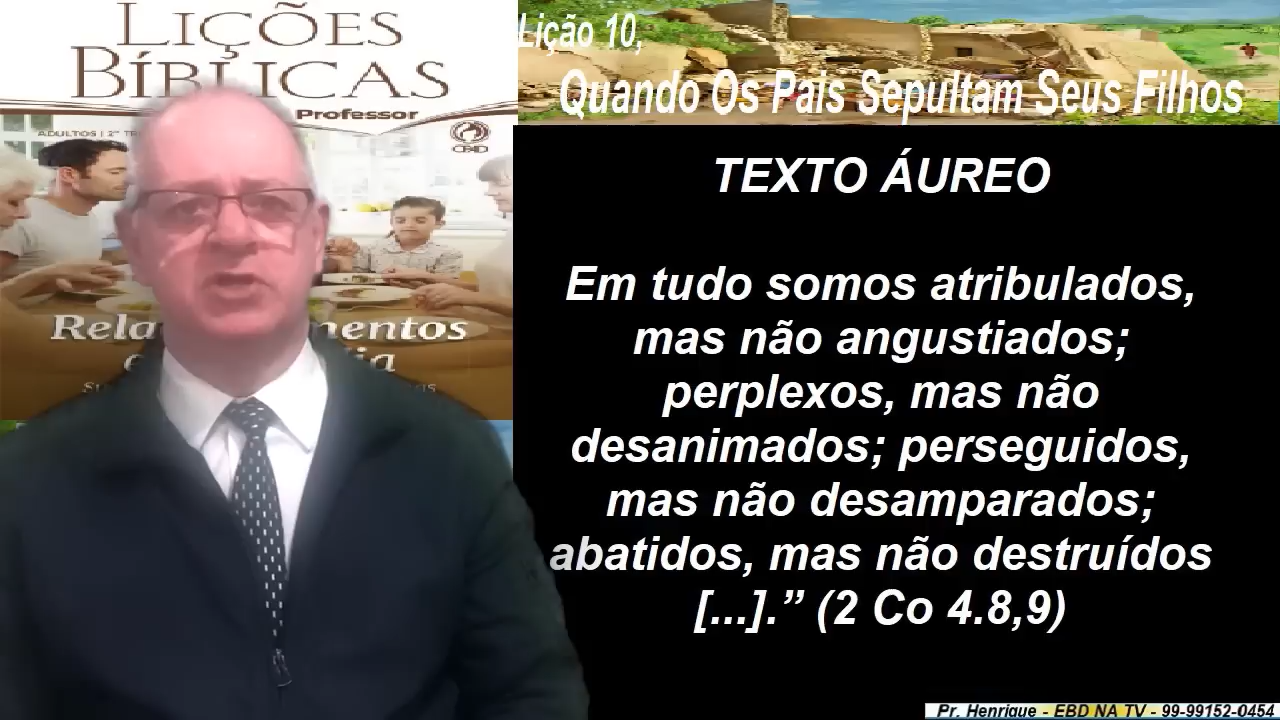 LIÇÕES
BÍBLICAS
Professor
ADULTOS | 2º
CPAD
Lição 10,
Quando Os Pais Sepultam Seus Filhos
TEXTO ÁUREO
Em tudo somos atribulados,
mas não angustiados;
perplexos, mas não
desanimados; perseguidos,
mas não desamparados;
abatidos, mas não destruídos
[...].” (2 Co 4.8,9)
Pr. Henrique - EBD NA TV - 99-99152-0454